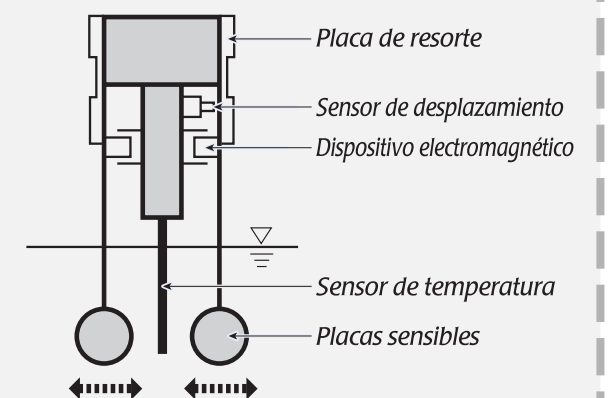 Placa de resorte
Sensor de desplazamiento
Dispositivo electromagnético
Sensor de temperatura
Placas sensibles